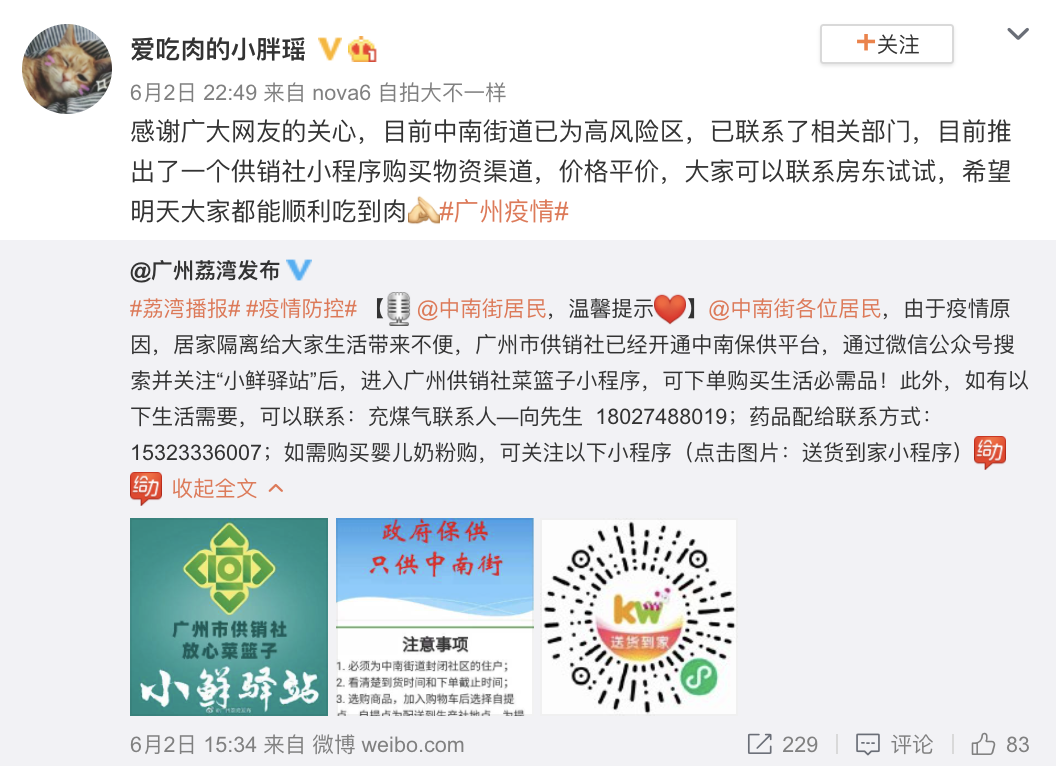 爱吃肉的小胖瑶
+关注
6月2日 22:49 来自 nova6 自拍大不一样
感谢广大网友的关心，目前中南街道已为高风险区，已联系了相关部门，目前推
出了一个供销社小程序购买物资渠道，价格平价，大家可以联系房东试试，希望
明天大家都能顺利吃到肉#广州疫情#
@广州荔湾发布
#荔湾播报# #疫情防控# 【@中南街居民，温馨提示】@中南街各位居民，由于疫情原
因，居家隔离给大家生活带来不便，广州市供销社已经开通中南保供平台，通过微信公众号搜
索并关注“小鲜驿站”后，进入广州供销社菜篮子小程序，可下单购买生活必需品！此外，如有以
下生活需要，可以联系：充煤气联系人—向先生 18027488019；药品配给联系方式：
15323336007；如需购买婴儿奶粉购，可关注以下小程序（点击图片：送货到家小程序）给力
给力 收起全文
广州市供销社
放心菜篮子
小鲜驿站
政府保供
只供中南街
注意事项
1. 必须为中南街道封闭社区的住户；
2. 看清楚到货时间和下单截止时间；
3. 选购商品，加入购物车后选择自提
点，自提点为配送到生产社地点，为提
kw
送货到家
6月2日 15:34 来自 微博 weibo.com
229
评论
83